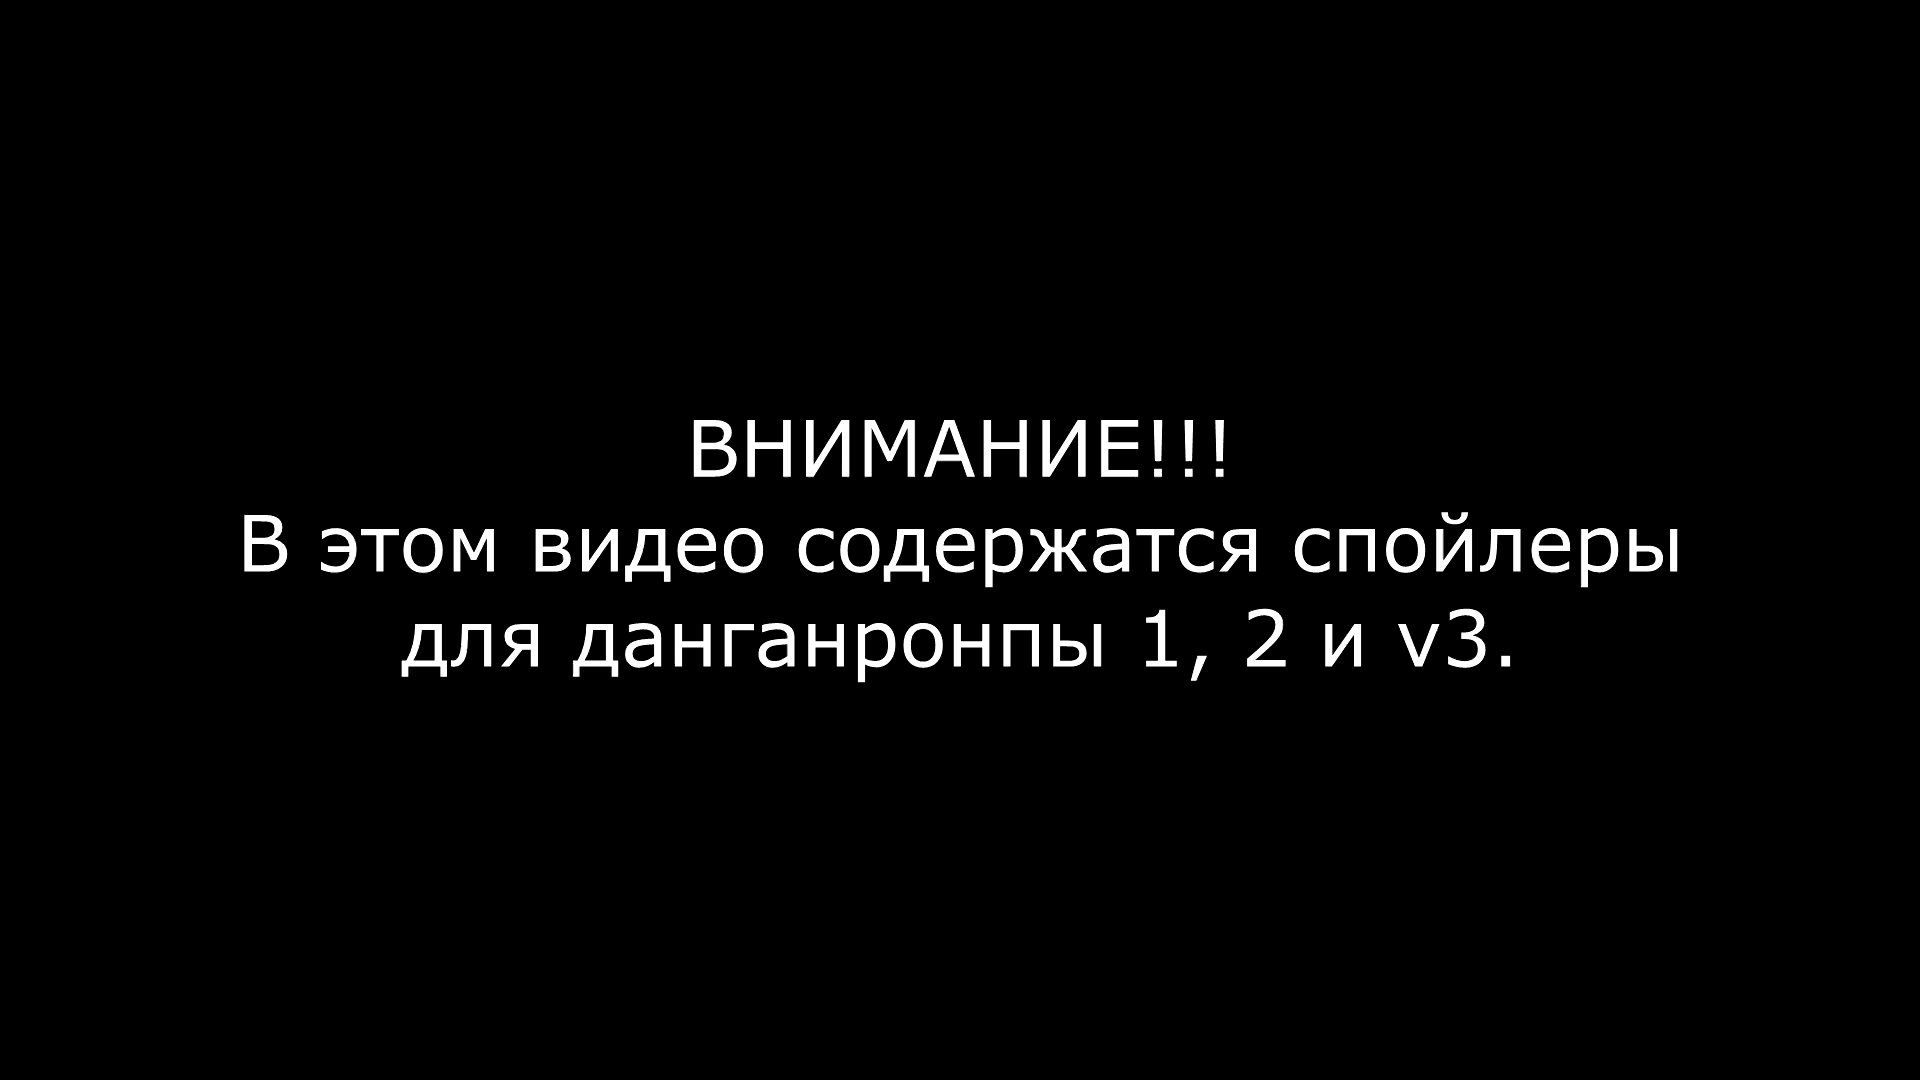 ВНИМАНИЕ!!!
В этом видео содержатся спойлеры
для данганронпы 1, 2 и v3.